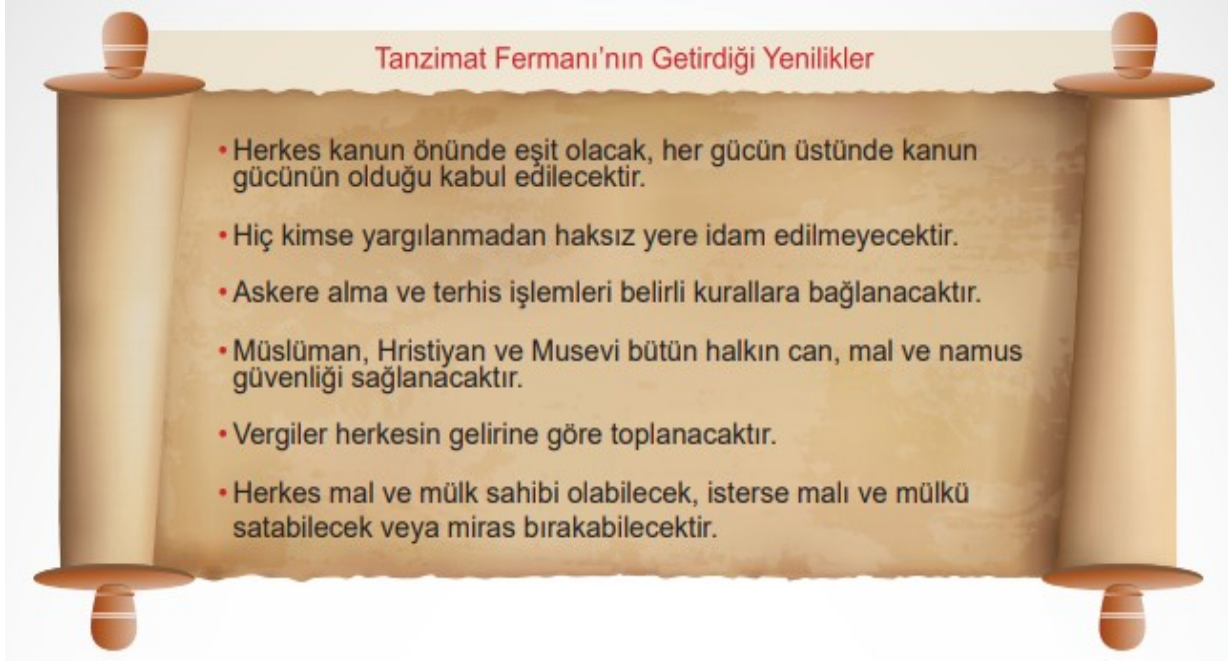 Tanzimat Fermanı’nın Getirdiği Yenilikler
• Herkes kanun önünde eşit olacak, her gücün üstünde kanun
gücünün olduğu kabul edilecektir.
• Hiç kimse yargılanmadan haksız yere idam edilmeyecektir.
• Askere alma ve terhis işlemleri belirli kurallara bağlanacaktır.
• Müslüman, Hristiyan ve Musevi bütün halkın can, mal ve namus
güvenliği sağlanacaktır.
• Vergiler herkesin gelirine göre toplanacaktır.
• Herkes mal ve mülk sahibi olabilecek, isterse malı ve mülkü
satabilecek veya miras bırakabilecektir.